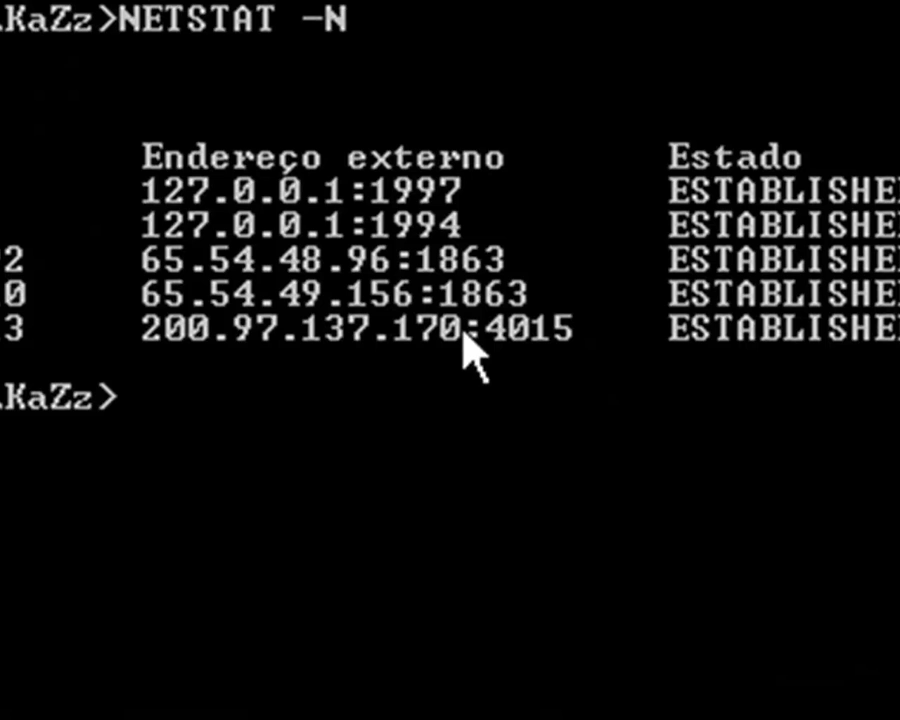 .KaZz>NETSTAT -N
Endereço externo Estado
127.0.0.1:1997 ESTABLISHE
127.0.0.1:1994 ESTABLISHE
2 65.54.48.96:1863 ESTABLISHE
0 65.54.49.156:1863 ESTABLISHE
3 200.97.137.170:4015 ESTABLISHE
.KaZz>